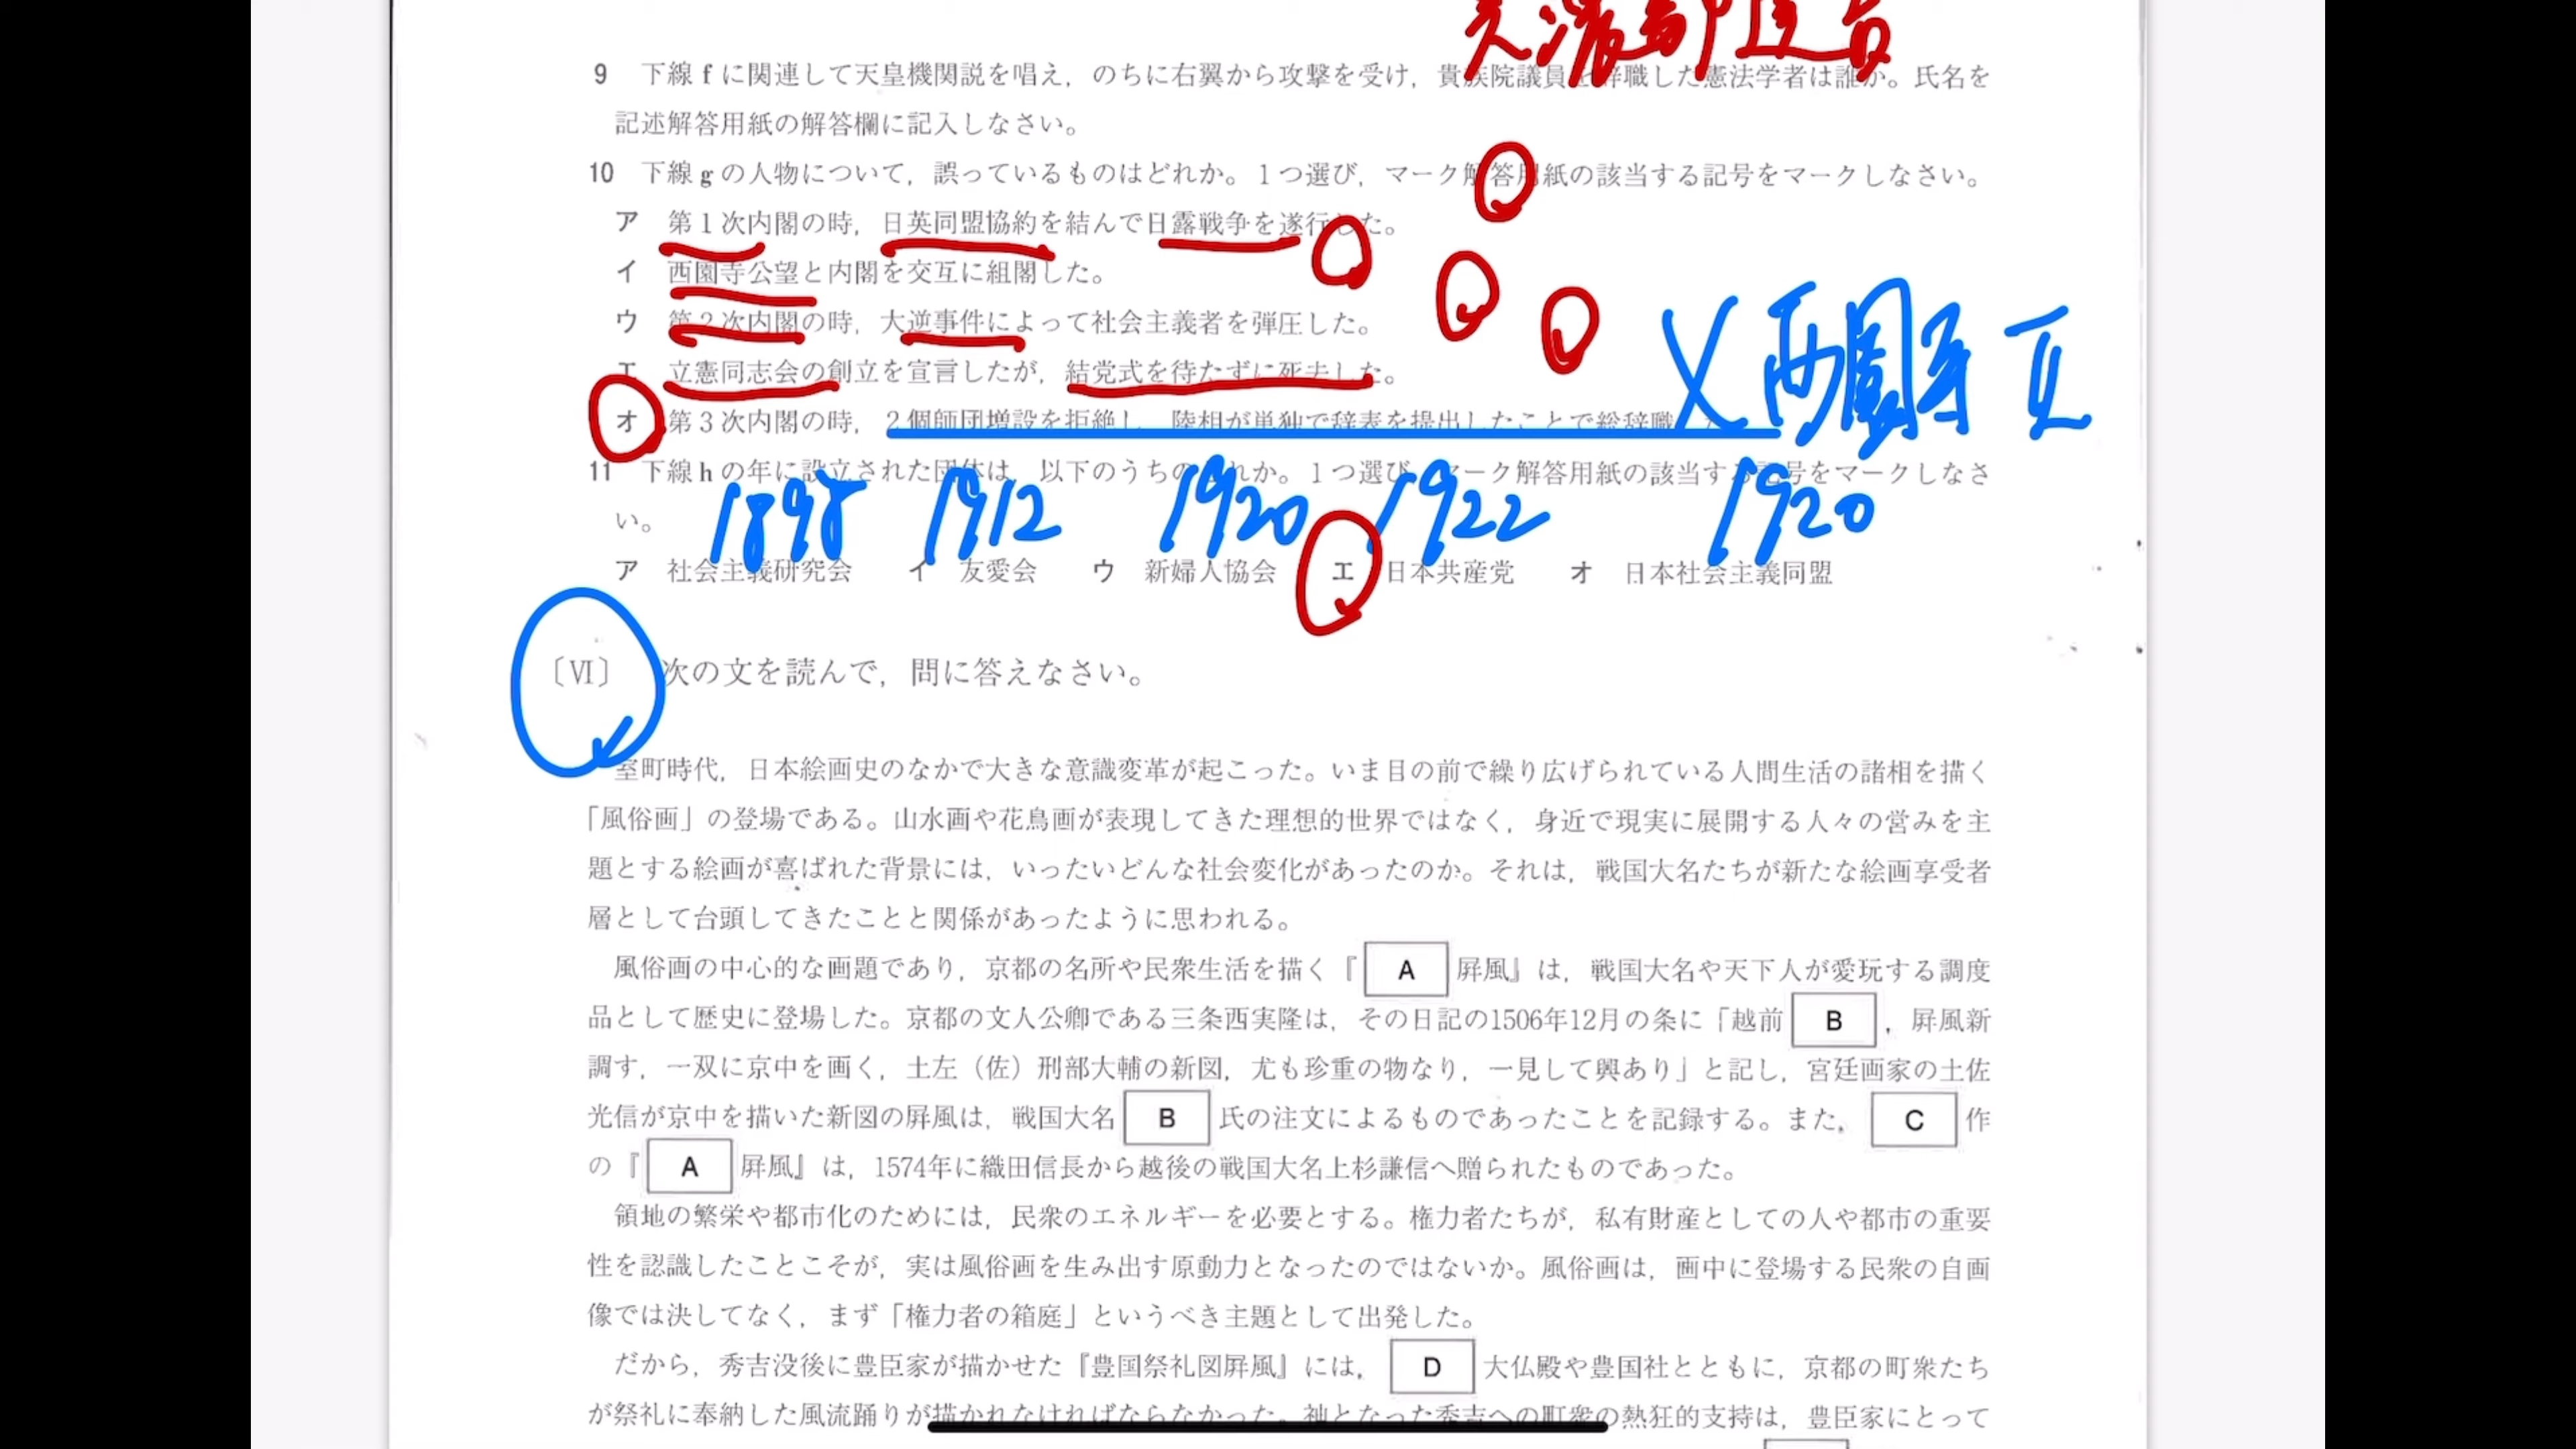 美濃部達吉
9 下線fに関連して天皇機関説を唱え，のちに右翼から攻撃を受け，貴族院議員を辞職した憲法学者は誰か。氏名を
記述解答用紙の解答欄に記入しなさい。
10 下線gの人物について，誤っているものはどれか。1つ選び，マーク解答用紙の該当する記号をマークしなさい。
ア 第1次内閣の時，日英同盟協約を結んで日露戦争を遂行した。
イ 西園寺公望と内閣を交互に組閣した。
ウ 第2次内閣の時，大逆事件によって社会主義者を弾圧した。
エ 立憲同志会の創立を宣言したが，結党式を待たずに死去した。
オ 第3次内閣の時，2個師団増設を拒絶し，陸相が単独で辞表を提出したことで総辞職
X 西園寺 II
11 下線hの年に設立された団体は，以下のうちのどれか。1つ選び，マーク解答用紙の該当する記号をマークしなさ
い。
1898 1912 1920 1922 1920
ア 社会主義研究会 イ 友愛会 ウ 新婦人協会 エ 日本共産党 オ 日本社会主義同盟
〔Ⅵ〕 次の文を読んで，問に答えなさい。
室町時代，日本絵画史のなかで大きな意識変革が起こった。いま目の前で繰り広げられている人間生活の諸相を描く
「風俗画」の登場である。山水画や花鳥画が表現してきた理想的世界ではなく，身近で現実に展開する人々の営みを主
題とする絵画が喜ばれた背景には，いったいどんな社会変化があったのか。それは，戦国大名たちが新たな絵画享受者
層として台頭してきたことと関係があったように思われる。
風俗画の中心的な画題であり，京都の名所や民衆生活を描く『 A 屏風』は，戦国大名や天下人が愛玩する調度
品として歴史に登場した。京都の文人公卿である三条西実隆は，その日記の1506年12月の条に「越前 B ，屏風新
調す，一双に京中を画く，土左（佐）刑部大輔の新図，尤も珍重の物なり，一見して興あり」と記し，宮廷画家の土佐
光信が京中を描いた新図の屏風は，戦国大名 B 氏の注文によるものであったことを記録する。また， C 作
の『 A 屏風』は，1574年に織田信長から越後の戦国大名上杉謙信へ贈られたものであった。
領地の繁栄や都市化のためには，民衆のエネルギーを必要とする。権力者たちが，私有財産としての人や都市の重要
性を認識したことこそが，実は風俗画を生み出す原動力となったのではないか。風俗画は，画中に登場する民衆の自画
像では決してなく，まず「権力者の箱庭」というべき主題として出発した。
だから，秀吉没後に豊臣家が描かせた『豊国祭礼図屏風』には， D 大仏殿や豊国社とともに，京都の町衆たち
が祭礼に奉納した風流踊りが描かれなければならなかった。神となった秀吉への町衆の熱狂的支持は，豊臣家にとって